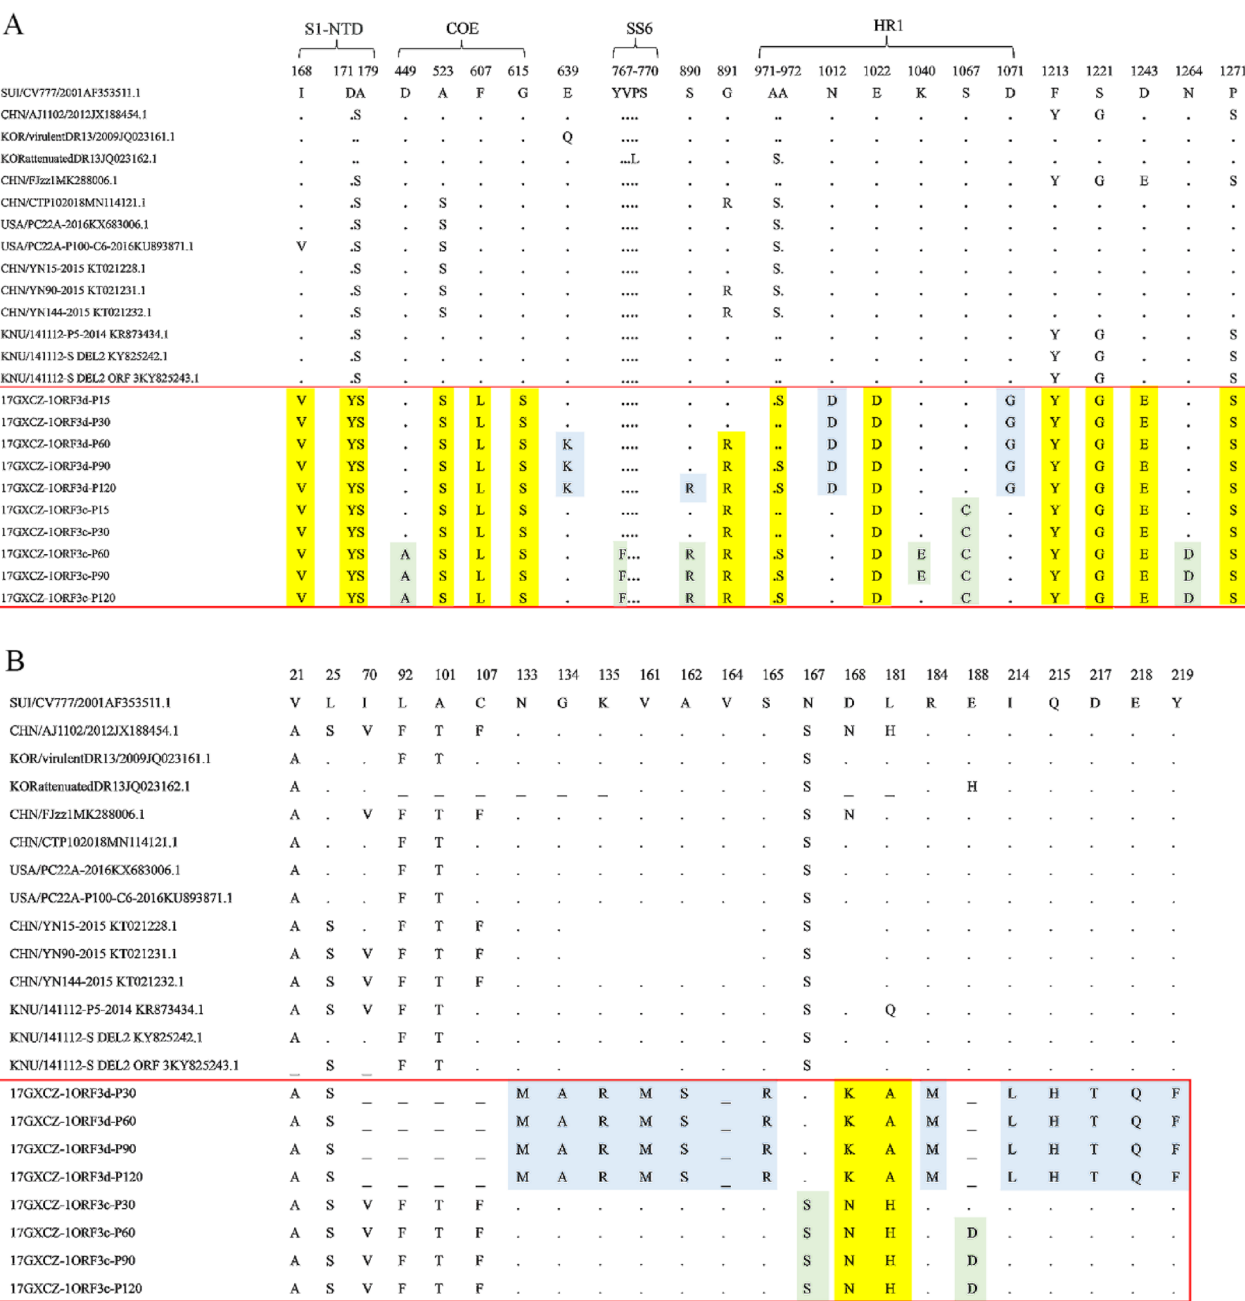 A
S1-NTD COE SS6 HR1
168 171 179 449 523 607 615 639 767-770 890 891 971-972 1012 1022 1040 1067 1071 1213 1221 1243 1264 1271
SUI/CV777/2001AF353511.1 I DA D A F G E YVPS S G AA N E K S D F S D N P
CHN/AJ1102/2012JX188454.1 . .S . . . . . .... . . .. . . . . . Y G . . S
KOR/virulentDR13/2009JQ023161.1 . .. . . . . Q .... . . .. . . . . . . . . . .
KORattenuatedDR13JQ023162.1 . .. . . . . . ...L . . S. . . . . . . . . . .
CHN/FJzz1MK288006.1 . .S . . . . . .... . . .. . . . . . Y G E . S
CHN/CTP102018MN114121.1 . .S . S . . . .... . R S. . . . . . . . . . .
USA/PC22A-2016KX683006.1 . .S . S . . . .... . . S. . . . . . . . . . .
USA/PC22A-P100-C6-2016KU893871.1 V .S . S . . . .... . . S. . . . . . . . . . .
CHN/YN15-2015 KT021228.1 . .S . S . . . .... . . S. . . . . . . . . . .
CHN/YN90-2015 KT021231.1 . .S . S . . . .... . R S. . . . . . . . . . .
CHN/YN144-2015 KT021232.1 . .S . S . . . .... . R S. . . . . . . . . . .
KNU/141112-P5-2014 KR873434.1 . .S . . . . . .... . . .. . . . . . Y G . . S
KNU/141112-S DEL2 KY825242.1 . .S . . . . . .... . . .. . . . . . Y G . . S
KNU/141112-S DEL2 ORF 3KY825243.1 . .S . . . . . .... . . .. . . . . . Y G . . S
17GXCZ-1ORF3d-P15 V YS . S L S . .... . . .S D D . . G Y G E . S
17GXCZ-1ORF3d-P30 V YS . S L S . .... . . .. D D . . G Y G E . S
17GXCZ-1ORF3d-P60 V YS . S L S K .... . R .. D D . . G Y G E . S
17GXCZ-1ORF3d-P90 V YS . S L S K .... . R .S D D . . G Y G E . S
17GXCZ-1ORF3d-P120 V YS . S L S K .... R R .S D D . . G Y G E . S
17GXCZ-1ORF3c-P15 V YS . S L S . .... . R .. . D . C . Y G E . S
17GXCZ-1ORF3c-P30 V YS . S L S . .... . R .. . D . C . Y G E . S
17GXCZ-1ORF3c-P60 V YS A S L S . F... R R .S . D E C . Y G E D S
17GXCZ-1ORF3c-P90 V YS A S L S . F... R R .S . D E C . Y G E D S
17GXCZ-1ORF3c-P120 V YS A S L S . F... R R .S . D . C . Y G E D S
B
21 25 70 92 101 107 133 134 135 161 162 164 165 167 168 181 184 188 214 215 217 218 219
SUI/CV777/2001AF353511.1 V L I L A C N G K V A V S N D L R E I Q D E Y
CHN/AJ1102/2012JX188454.1 A S V F T F . . . . . . . S N H . . . . . . .
KOR/virulentDR13/2009JQ023161.1 A . . F T . . . . . . . . S . . . . . . . . .
KORattenuatedDR13JQ023162.1 A . . _ _ _ _ _ _ . . . . S _ _ . H . . . . .
CHN/FJzz1MK288006.1 A . V F T F . . . . . . . S N . . . . . . . .
CHN/CTP102018MN114121.1 A . . F T . . . . . . . . S . . . . . . . . .
USA/PC22A-2016KX683006.1 A . . F T . . . . . . . . S . . . . . . . . .
USA/PC22A-P100-C6-2016KU893871.1 A . . F T . . . . . . . . S . . . . . . . . .
CHN/YN15-2015 KT021228.1 A S . F T F . . . S . . . . . . . . .
CHN/YN90-2015 KT021231.1 A S V F T F . . . S . . . . . . . . .
CHN/YN144-2015 KT021232.1 A S V F T F . . . S . . . . . . . . .
KNU/141112-P5-2014 KR873434.1 A S V F T . . . . . . . . S . Q . . . . . . .
KNU/141112-S DEL2 KY825242.1 A . . F T . . . . . . . . S . . . . . . . . .
KNU/141112-S DEL2 ORF 3KY825243.1 _ S _ F T . . . . . . . . S . . . . . . . . .
17GXCZ-1ORF3d-P30 A S _ _ _ _ M A R M S _ R . K A M _ L H T Q F
17GXCZ-1ORF3d-P60 A S _ _ _ _ M A R M S _ R . K A M _ L H T Q F
17GXCZ-1ORF3d-P90 A S _ _ _ _ M A R M S _ R . K A M _ L H T Q F
17GXCZ-1ORF3d-P120 A S _ _ _ _ M A R M S _ R . K A M _ L H T Q F
17GXCZ-1ORF3c-P30 A S V F T F . . . . . . . S N H . . . . . . .
17GXCZ-1ORF3c-P60 A S V F T F . . . . . . . S N H . D . . . . .
17GXCZ-1ORF3c-P90 A S V F T F . . . . . . . S N H . D . . . . .
17GXCZ-1ORF3c-P120 A S V F T F . . . . . . . S N H . D . . . . .